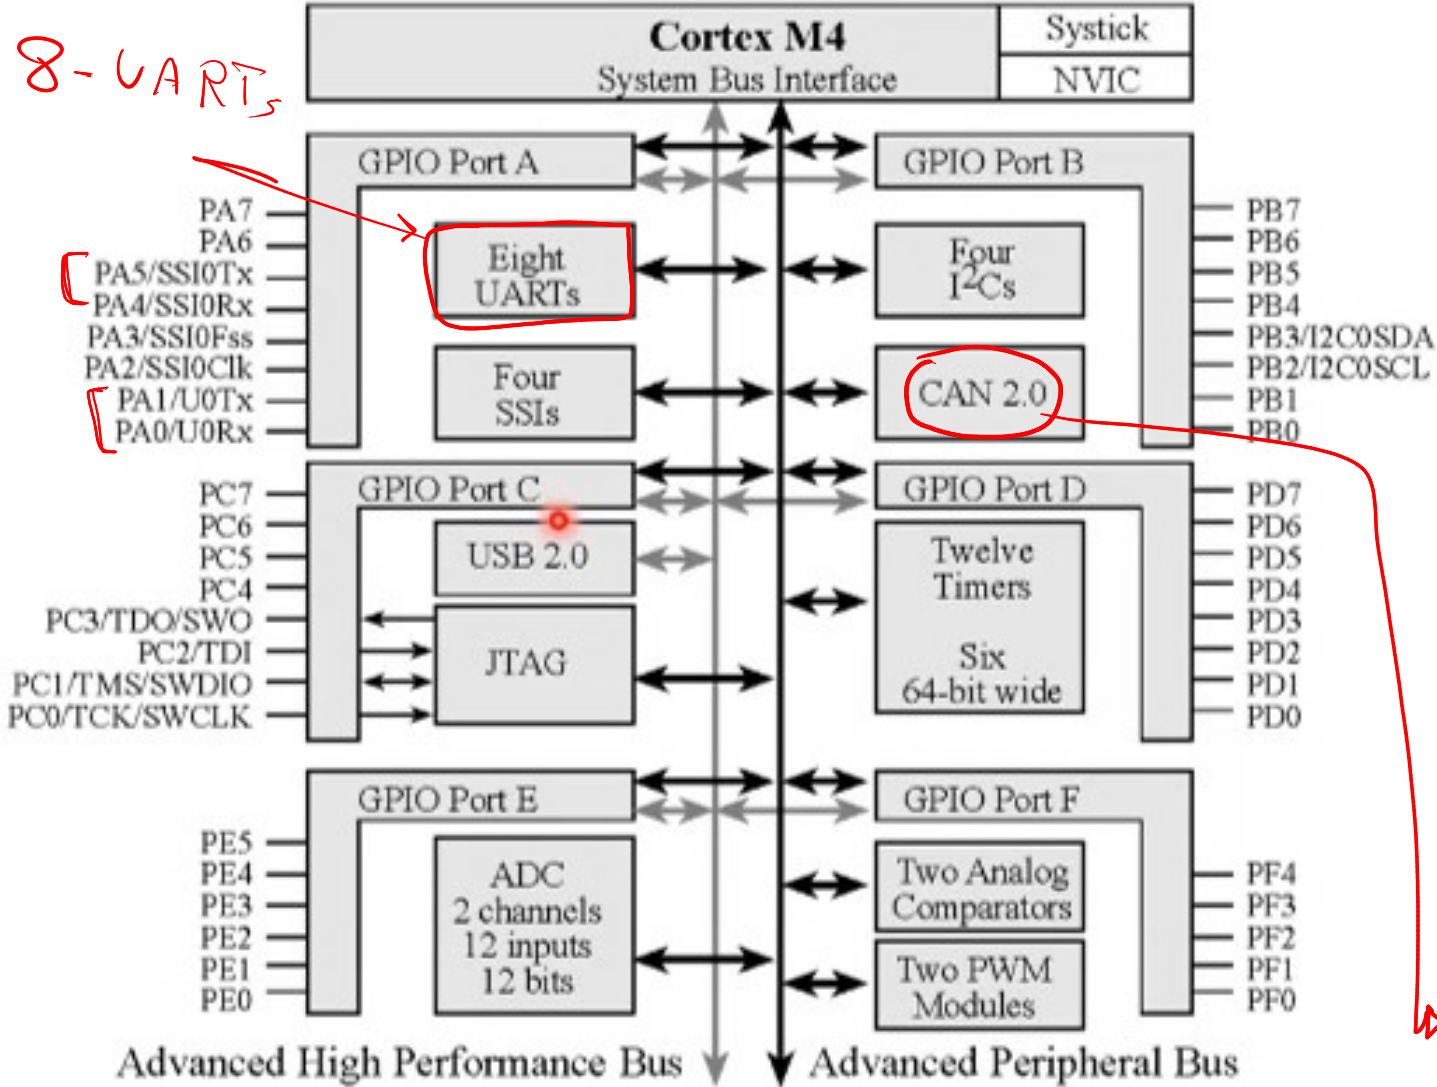 Cortex M4
System Bus Interface
Systick
NVIC
8-UARTs
GPIO Port A
GPIO Port B
PA7
PA6
PA5/SSI0Tx
PA4/SSI0Rx
PA3/SSI0Fss
PA2/SSI0Clk
PA1/U0Tx
PA0/U0Rx
Eight
UARTs
Four
SSIs
Four
I²Cs
CAN 2.0
PB7
PB6
PB5
PB4
PB3/I2C0SDA
PB2/I2C0SCL
PB1
PB0
GPIO Port C
GPIO Port D
PC7
PC6
PC5
PC4
PC3/TDO/SWO
PC2/TDI
PC1/TMS/SWDIO
PC0/TCK/SWCLK
USB 2.0
JTAG
Twelve
Timers
Six
64-bit wide
PD7
PD6
PD5
PD4
PD3
PD2
PD1
PD0
GPIO Port E
GPIO Port F
PE5
PE4
PE3
PE2
PE1
PE0
ADC
2 channels
12 inputs
12 bits
Two Analog
Comparators
Two PWM
Modules
PF4
PF3
PF2
PF1
PF0
Advanced High Performance Bus
Advanced Peripheral Bus